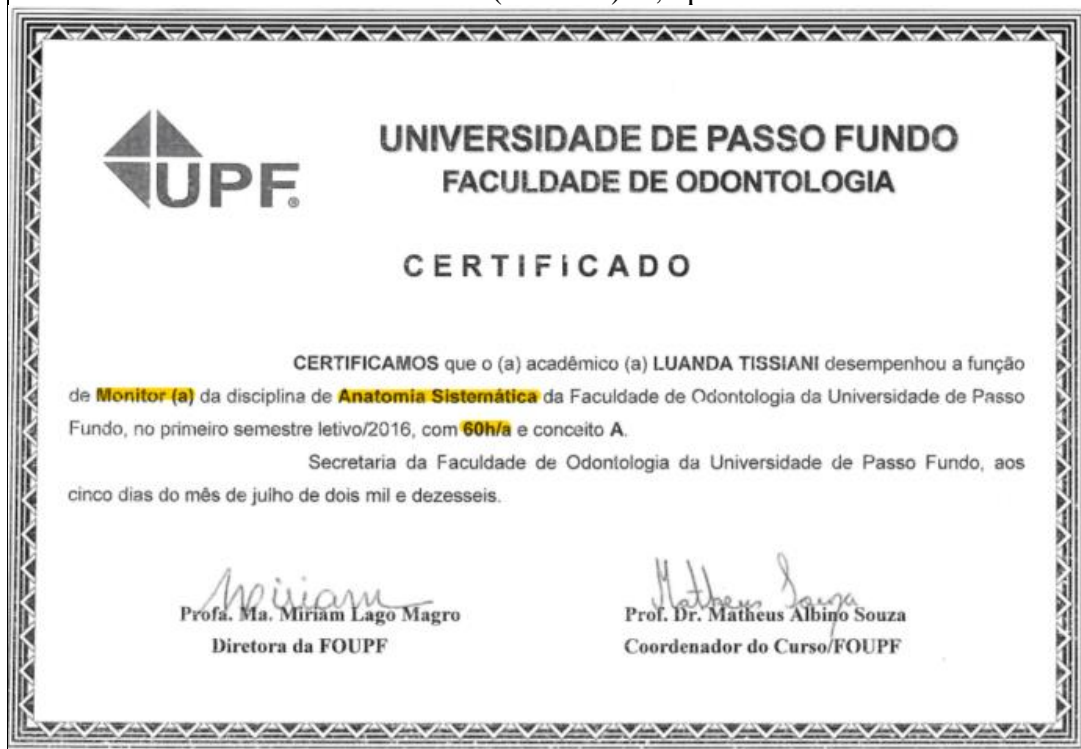 UPF
UNIVERSIDADE DE PASSO FUNDO
FACULDADE DE ODONTOLOGIA
CERTIFICADO
CERTIFICAMOS que o (a) acadêmico (a) LUANDA TISSIANI desempenhou a função
de Monitor (a) da disciplina de Anatomia Sistemática da Faculdade de Odontologia da Universidade de Passo
Fundo, no primeiro semestre letivo/2016, com 60h/a e conceito A.
Secretaria da Faculdade de Odontologia da Universidade de Passo Fundo, aos
cinco dias do mês de julho de dois mil e dezesseis.
Miriam
Profa. Ma. Miriam Lago Magro
Diretora da FOUPF
Matheus Souza
Prof. Dr. Matheus Albino Souza
Coordenador do Curso/FOUPF